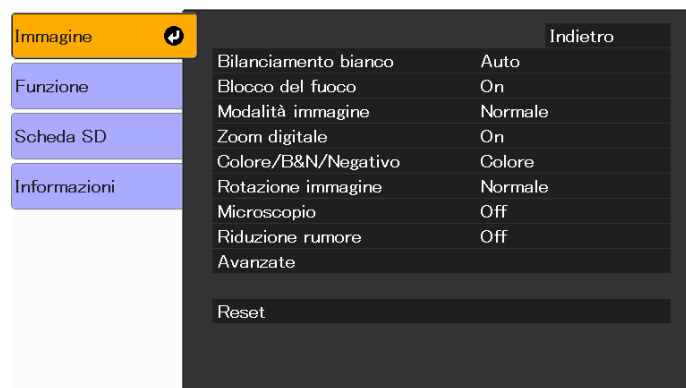 Immagine
Funzione
Scheda SD
Informazioni
Indietro
Bilanciamento bianco Auto
Blocco del fuoco On
Modalità immagine Normale
Zoom digitale On
Colore/B&N/Negativo Colore
Rotazione immagine Normale
Microscopio Off
Riduzione rumore Off
Avanzate
Reset